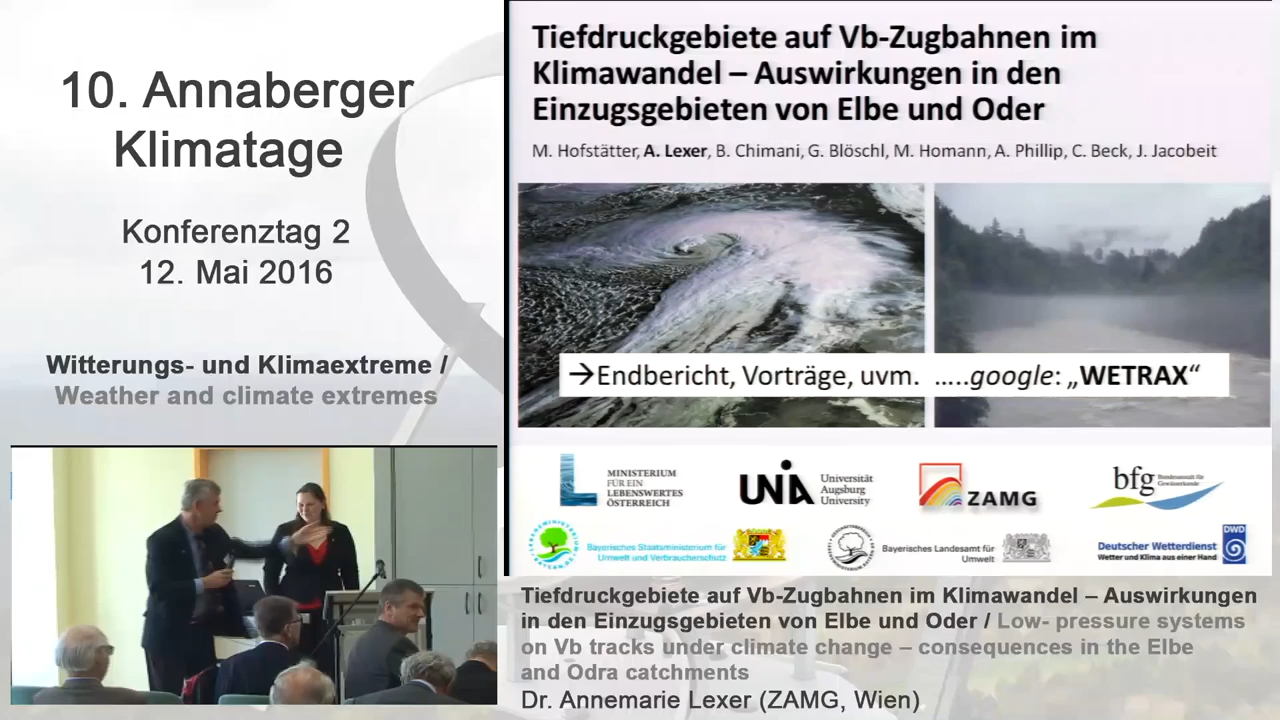 10. Annaberger
Klimatage
Konferenztag 2
12. Mai 2016
Witterungs- und Klimaextreme /
Weather and climate extremes
Tiefdruckgebiete auf Vb-Zugbahnen im
Klimawandel – Auswirkungen in den
Einzugsgebieten von Elbe und Oder
M. Hofstätter, A. Lexer, B. Chimani, G. Blöschl, M. Homann, A. Phillip, C. Beck, J. Jacobeit
→Endbericht, Vorträge, uvm. …..google: „WETRAX“
MINISTERIUM
FÜR EIN
LEBENSWERTES
ÖSTERREICH
UNIA
Universität
Augsburg
University
ZAMG
bfg
Bundesanstalt für
Gewässerkunde
Bayerisches Staatsministerium für
Umwelt und Verbraucherschutz
Bayerisches Landesamt für
Umwelt
Deutscher Wetterdienst
Wetter und Klima aus einer Hand
DWD
Tiefdruckgebiete auf Vb-Zugbahnen im Klimawandel – Auswirkungen
in den Einzugsgebieten von Elbe und Oder / Low- pressure systems
on Vb tracks under climate change – consequences in the Elbe
and Odra catchments
Dr. Annemarie Lexer (ZAMG, Wien)